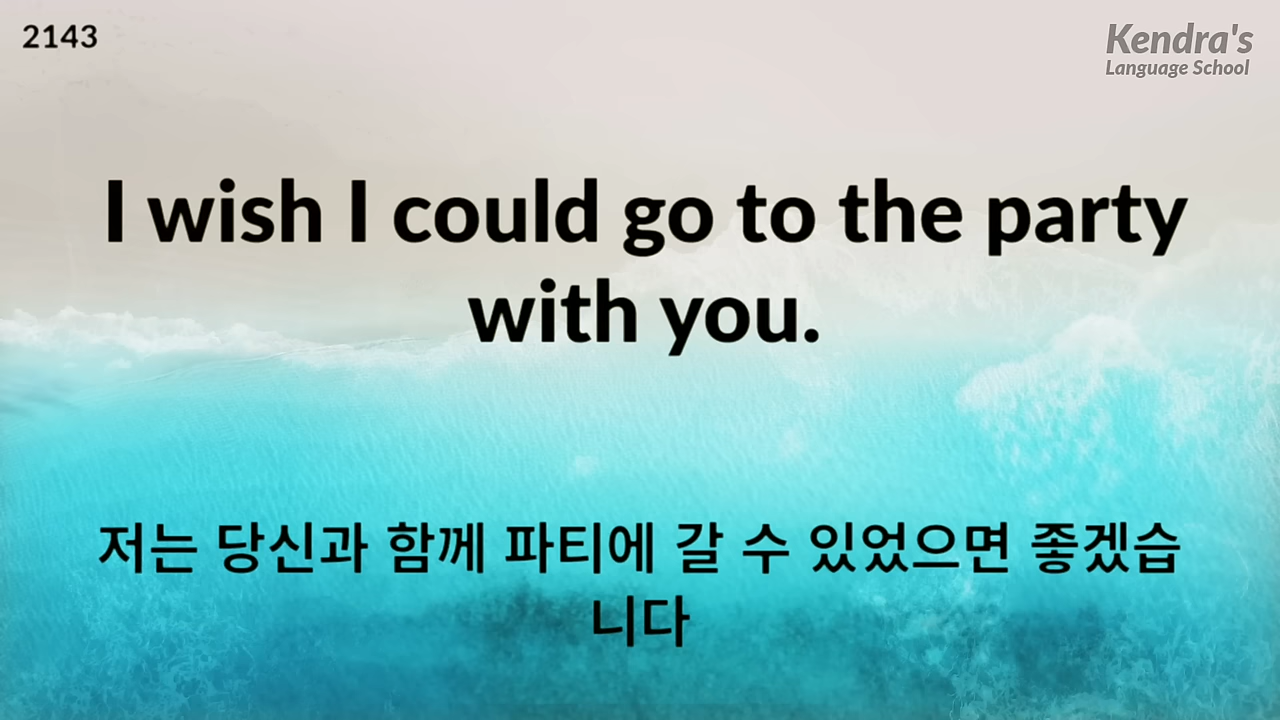 2143
Kendra's
Language School
I wish I could go to the party
with you.
저는 당신과 함께 파티에 갈 수 있었으면 좋겠습
니다